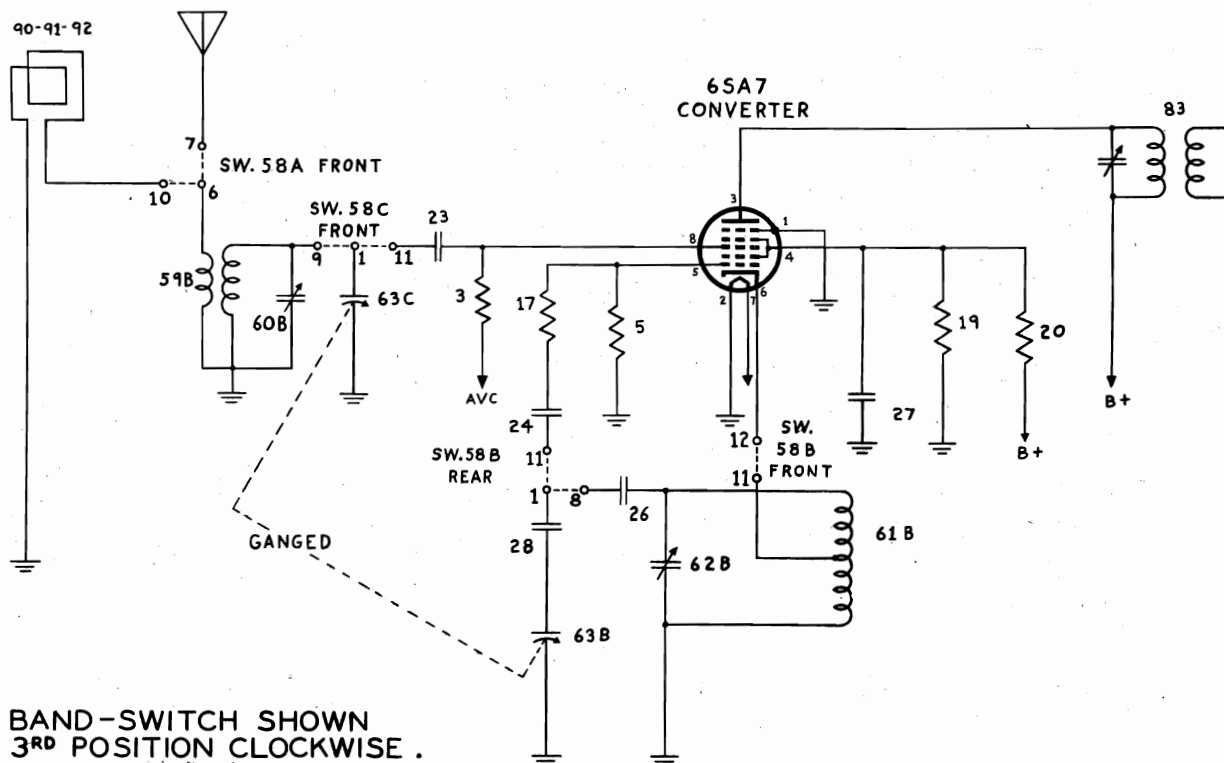 90-91-92
7
SW. 58A FRONT
10
6
SW. 58C
FRONT
23
9
1
11
59B
60B
63C
3
AVC
17
5
24
SW.58B
REAR
11
1
8
26
28
GANGED
63B
62B
61B
6SA7
CONVERTER
3
1
8
4
5
2
7
6
12
SW.
58B
FRONT
11
27
19
20
B+
83
B+
BAND-SWITCH SHOWN
3RD POSITION CLOCKWISE.